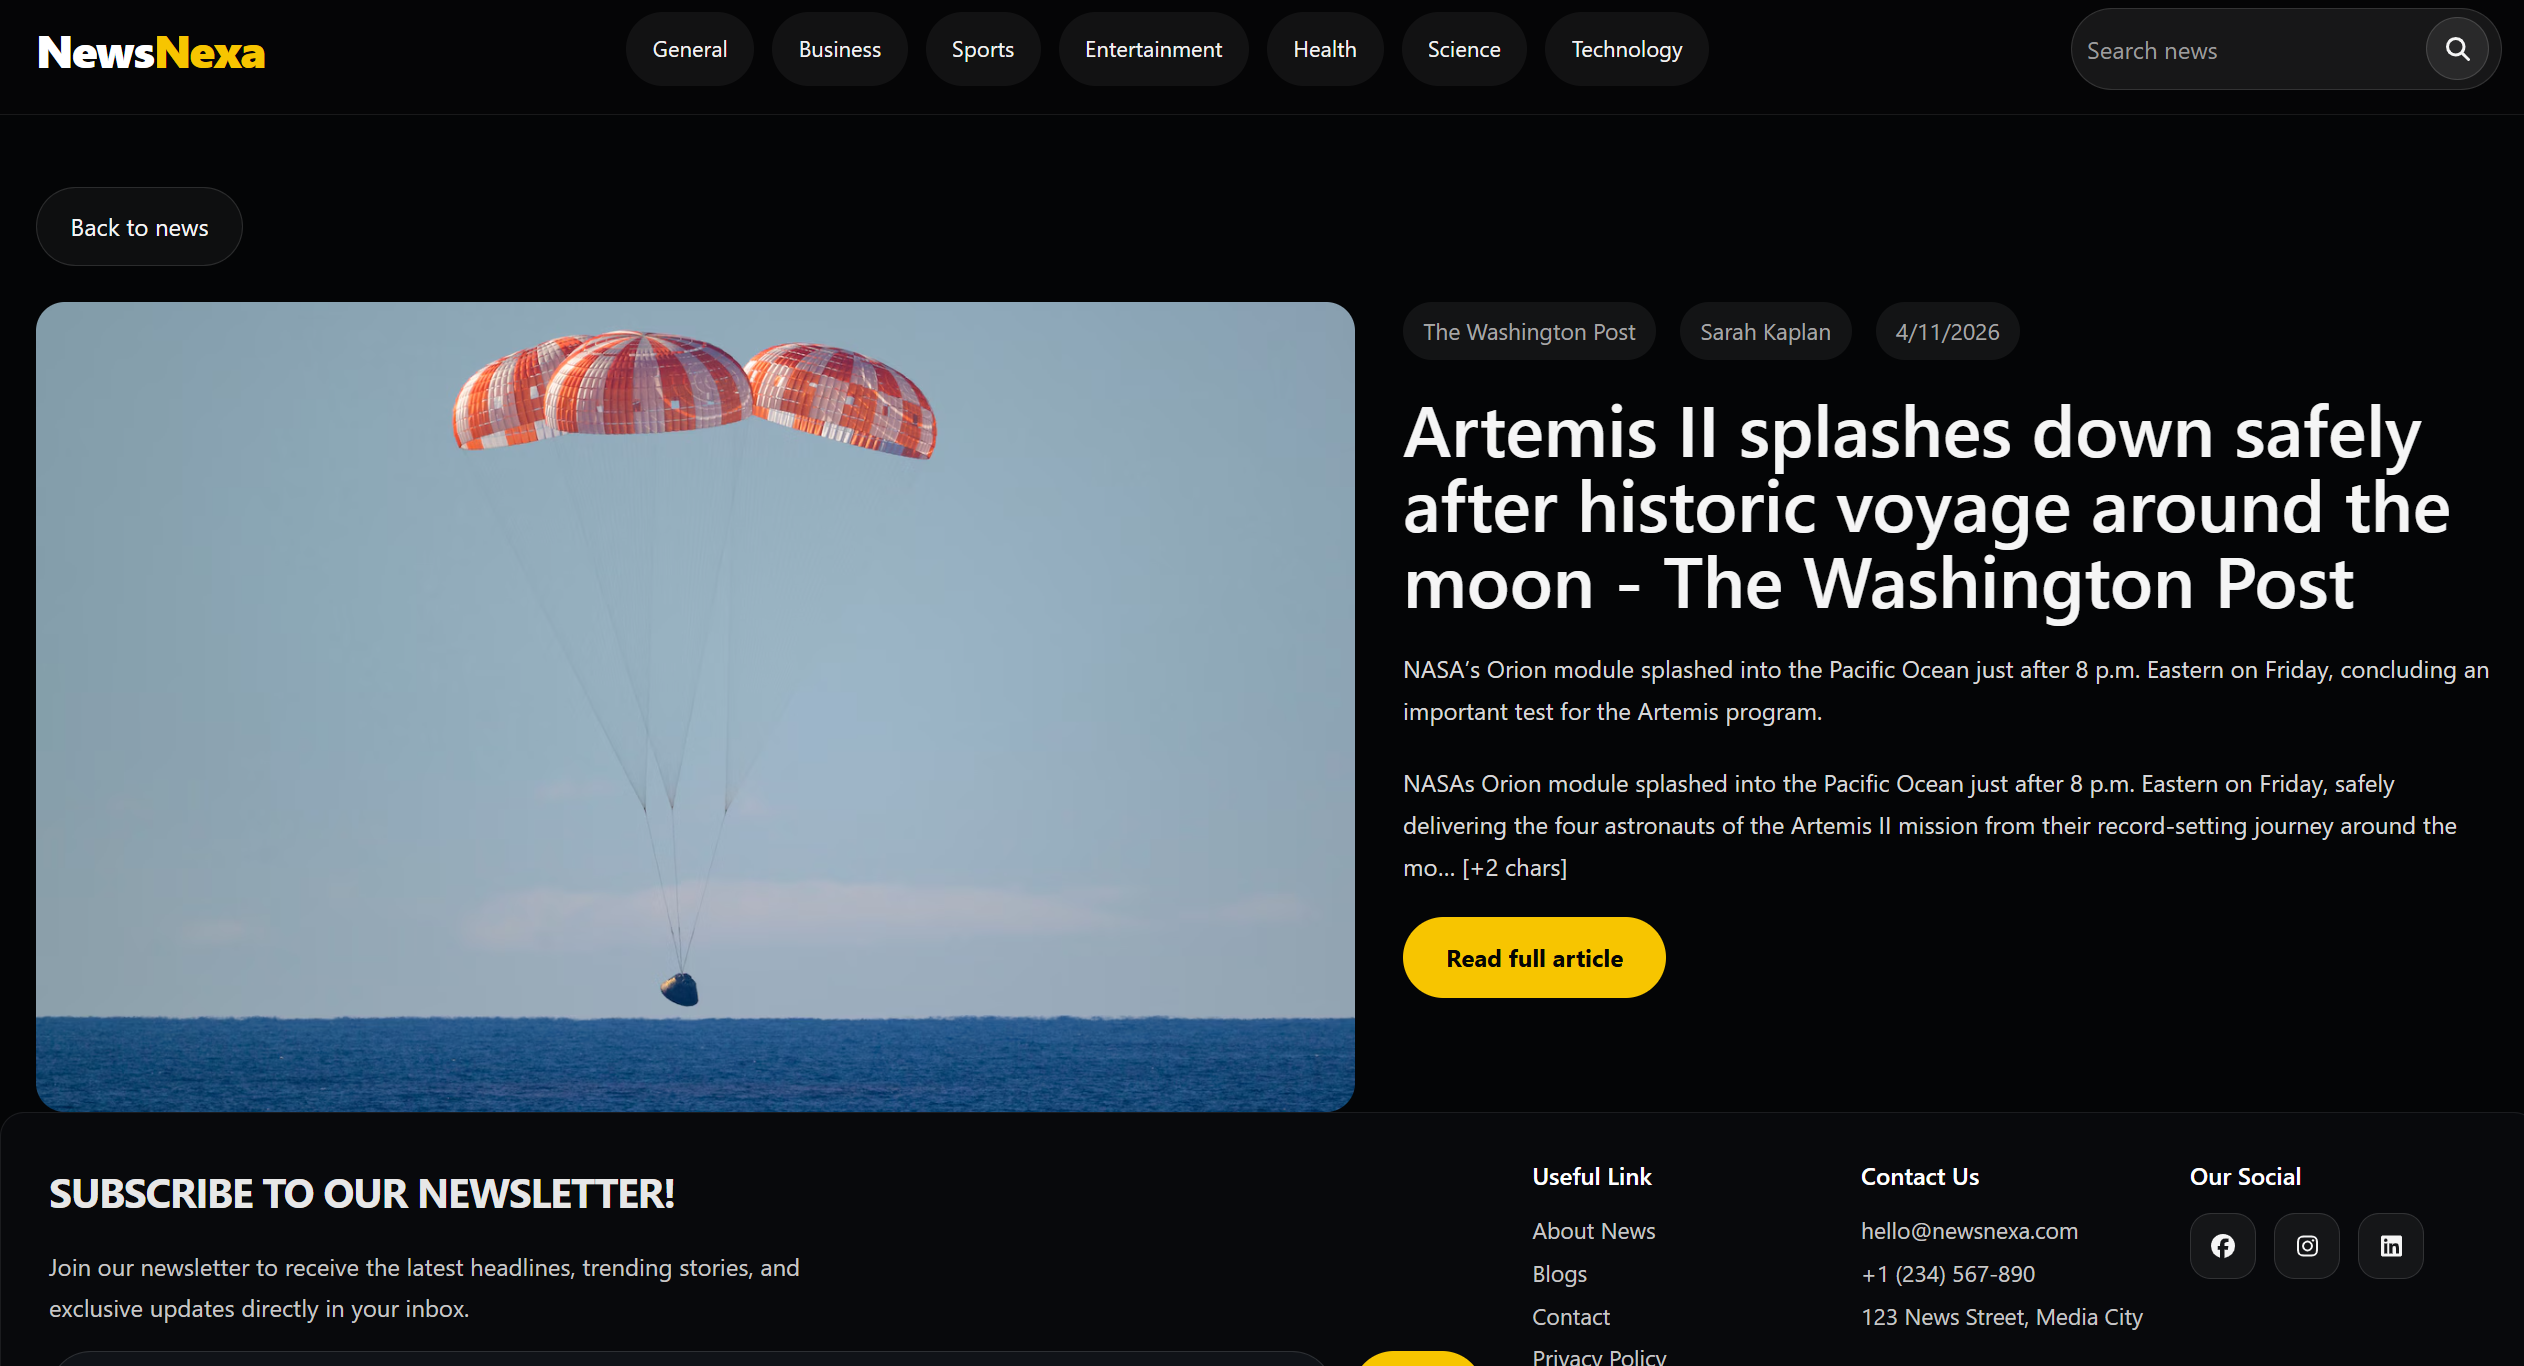 NewsNexa
General
Business
Sports
Entertainment
Health
Science
Technology
Search news
Back to news
The Washington Post
Sarah Kaplan
4/11/2026
Artemis II splashes down safely
after historic voyage around the
moon - The Washington Post
NASA’s Orion module splashed into the Pacific Ocean just after 8 p.m. Eastern on Friday, concluding an
important test for the Artemis program.
NASAs Orion module splashed into the Pacific Ocean just after 8 p.m. Eastern on Friday, safely
delivering the four astronauts of the Artemis II mission from their record-setting journey around the
mo… [+2 chars]
Read full article
SUBSCRIBE TO OUR NEWSLETTER!
Join our newsletter to receive the latest headlines, trending stories, and
exclusive updates directly in your inbox.
Useful Link
About News
Blogs
Contact
Privacy Policy
Contact Us
hello@newsnexa.com
+1 (234) 567-890
123 News Street, Media City
Our Social